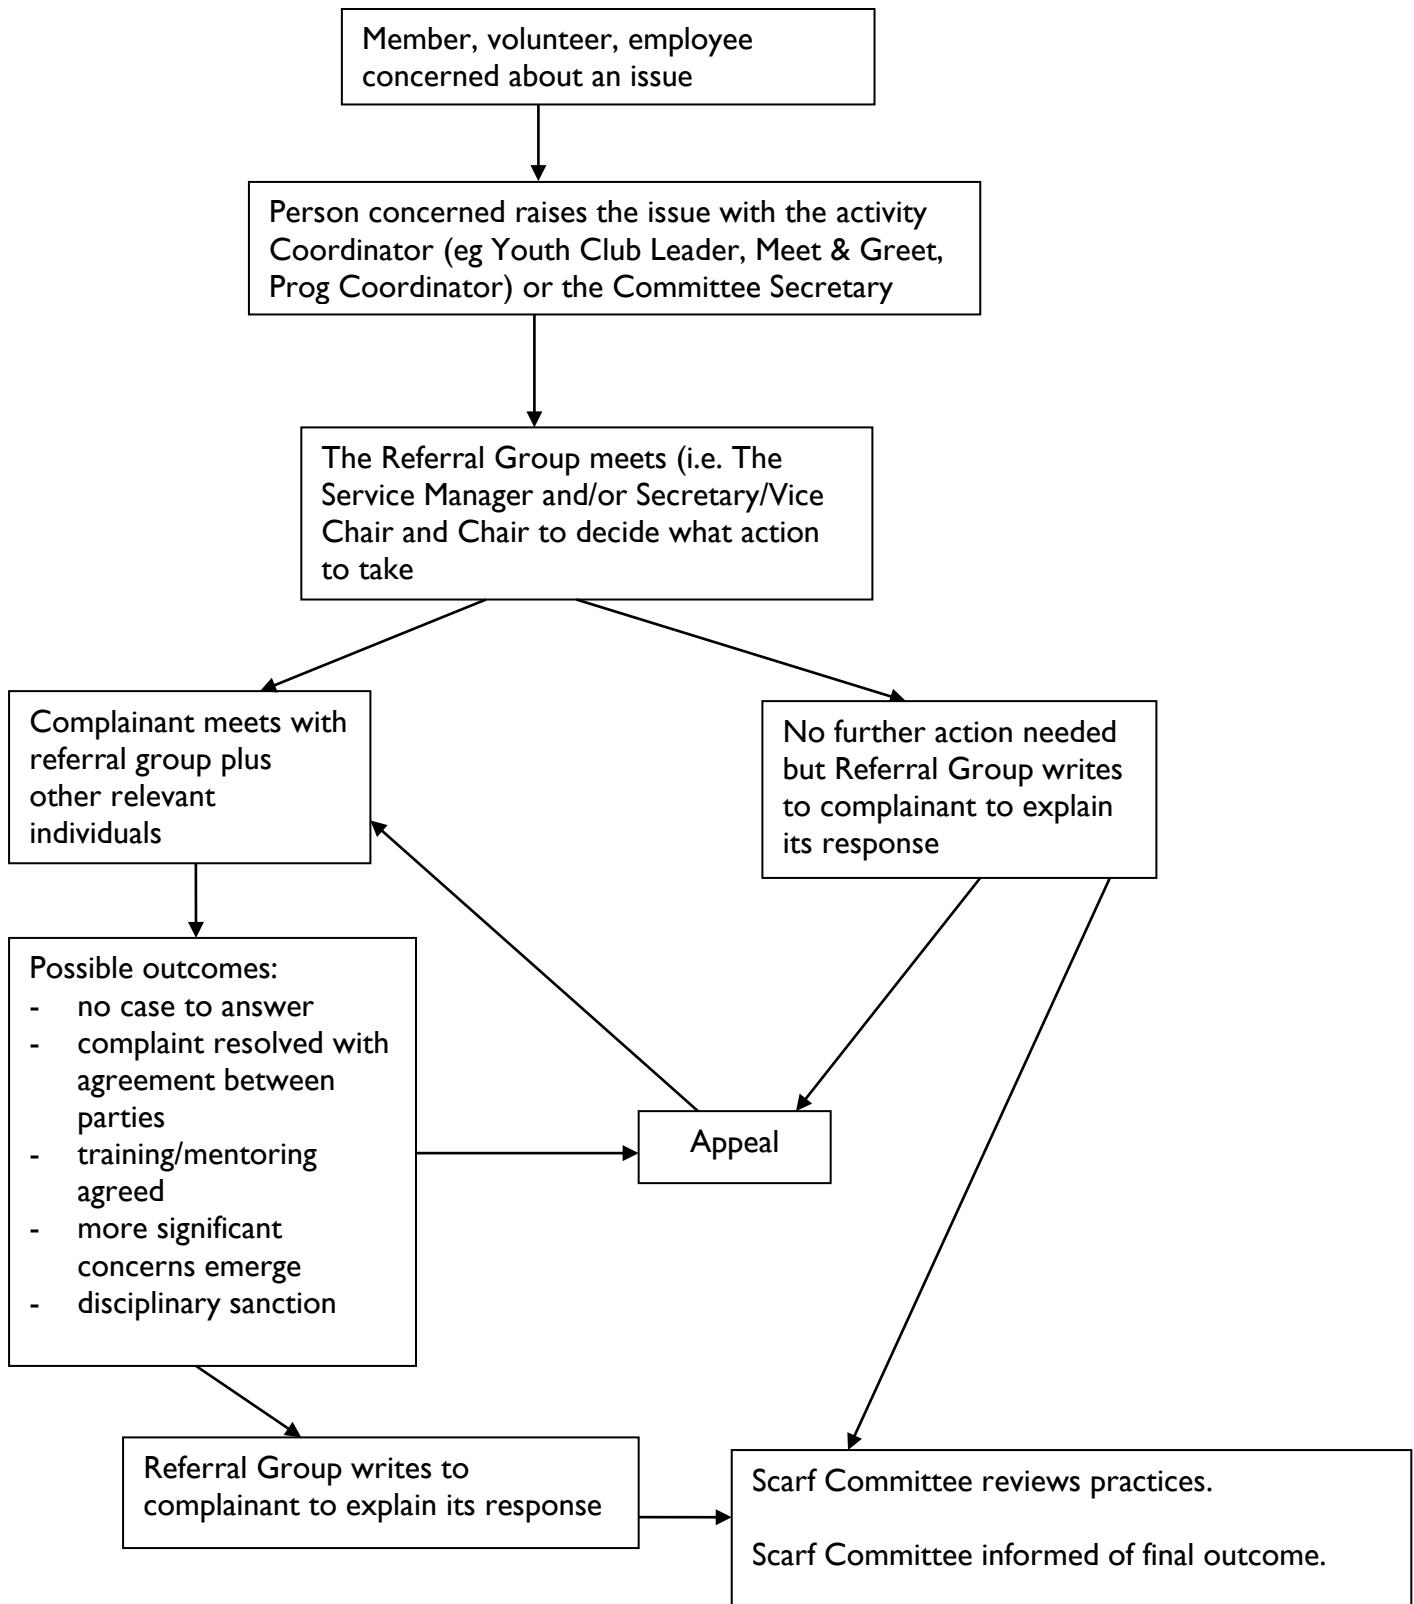 Member, volunteer, employee
concerned about an issue
Person concerned raises the issue with the activity
Coordinator (eg Youth Club Leader, Meet & Greet,
Prog Coordinator) or the Committee Secretary
The Referral Group meets (i.e. The
Service Manager and/or Secretary/Vice
Chair and Chair to decide what action
to take
Complainant meets with
referral group plus
other relevant
individuals
No further action needed
but Referral Group writes
to complainant to explain
its response
Possible outcomes:
- no case to answer
- complaint resolved with
agreement between
parties
- training/mentoring
agreed
- more significant
concerns emerge
- disciplinary sanction
Appeal
Referral Group writes to
complainant to explain its response
Scarf Committee reviews practices.
Scarf Committee informed of final outcome.